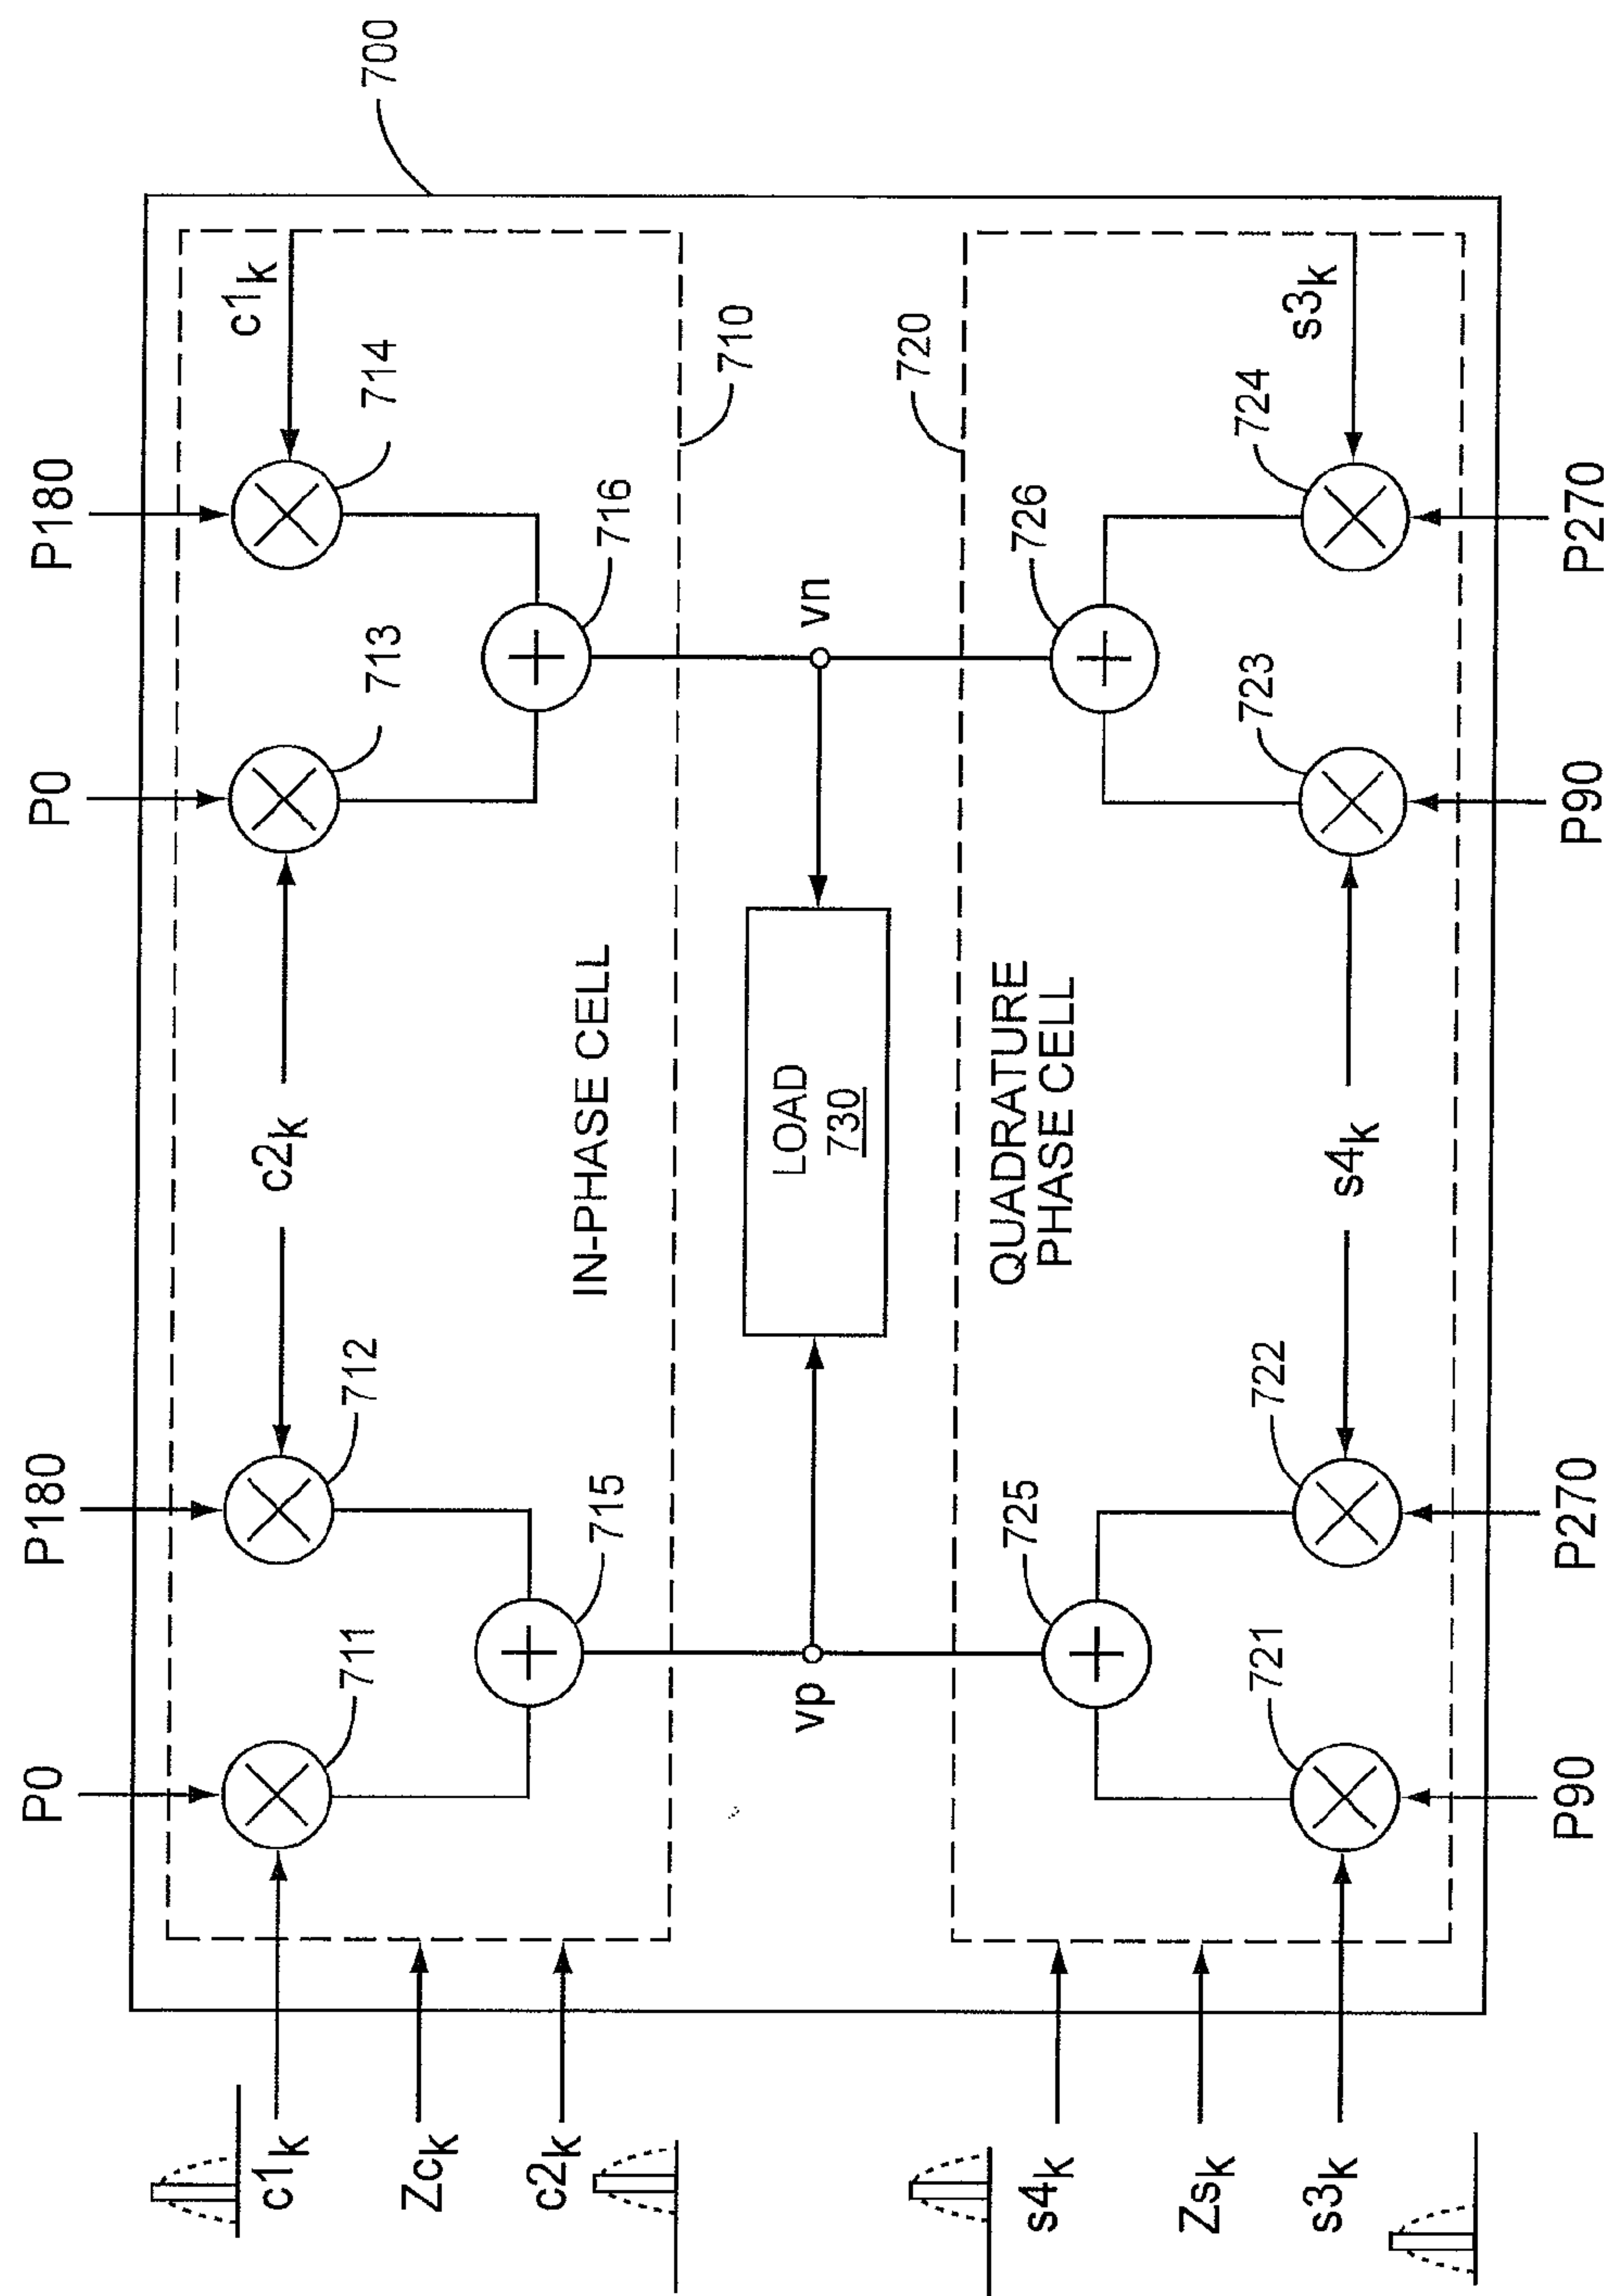 700
P0
P180
P0
P180
c1k
c2k
c1k
711
712
713
714
715
716
Zck
c2k
IN-PHASE CELL
710
vp
LOAD
730
vn
QUADRATURE
PHASE CELL
720
s4k
725
726
Zsk
721
722
723
724
s3k
s4k
s3k
P90
P270
P90
P270